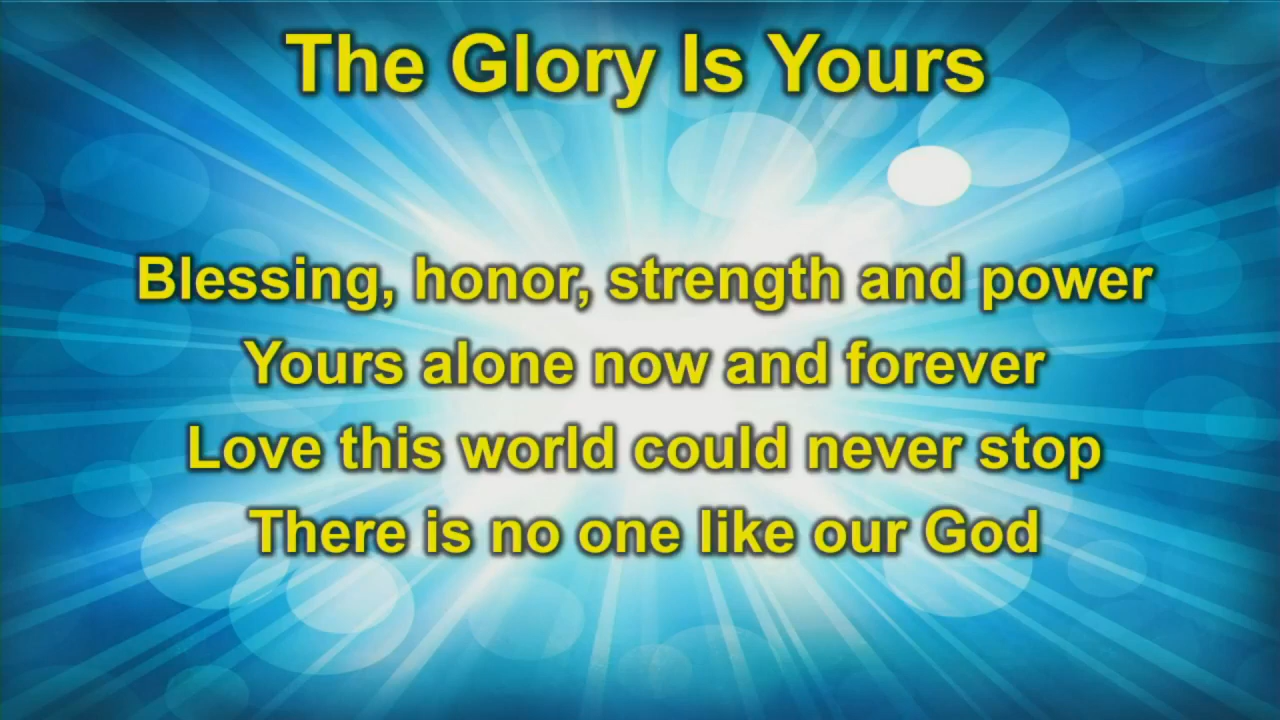 The Glory Is Yours
Blessing, honor, strength and power
Yours alone now and forever
Love this world could never stop
There is no one like our God